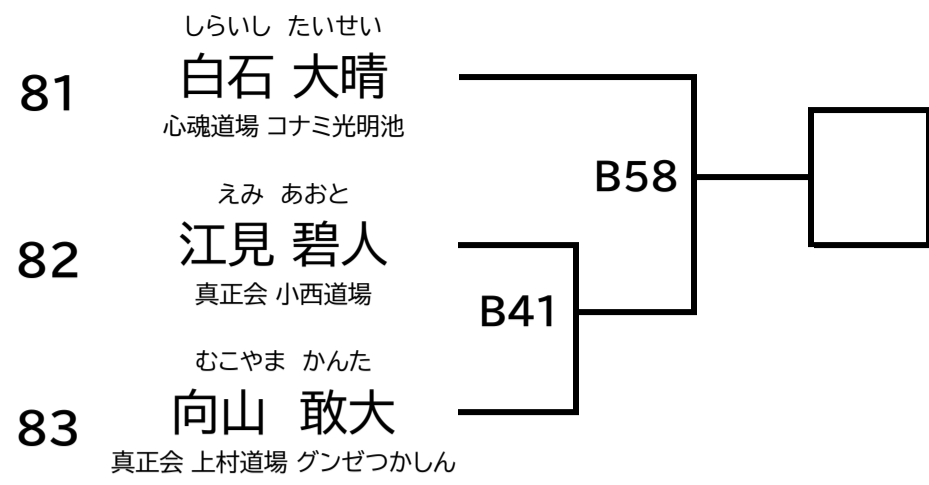 しらいし たいせい
81 白石 大晴
心魂道場 コナミ光明池
B58
えみ あおと
82 江見 碧人
真正会 小西道場
B41
むこやま かんた
83 向山 敢大
真正会 上村道場 グンゼつかしん